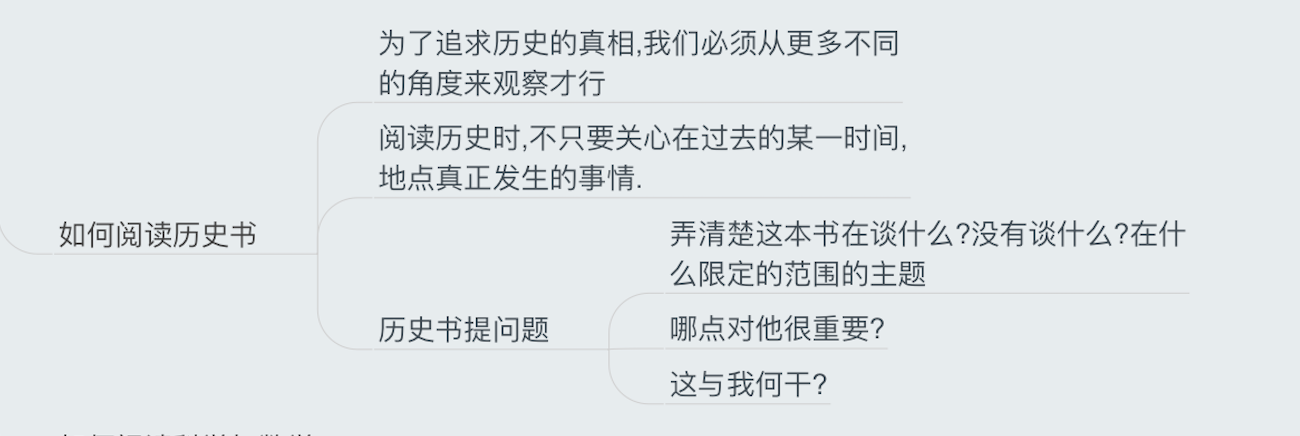 为了追求历史的真相,我们必须从更多不同
的角度来观察才行
阅读历史时,不只要关心在过去的某一时间,
地点真正发生的事情.
如何阅读历史书
弄清楚这本书在谈什么?没有谈什么?在什
么限定的范围的主题
历史书提问题
哪点对他很重要?
这与我何干?